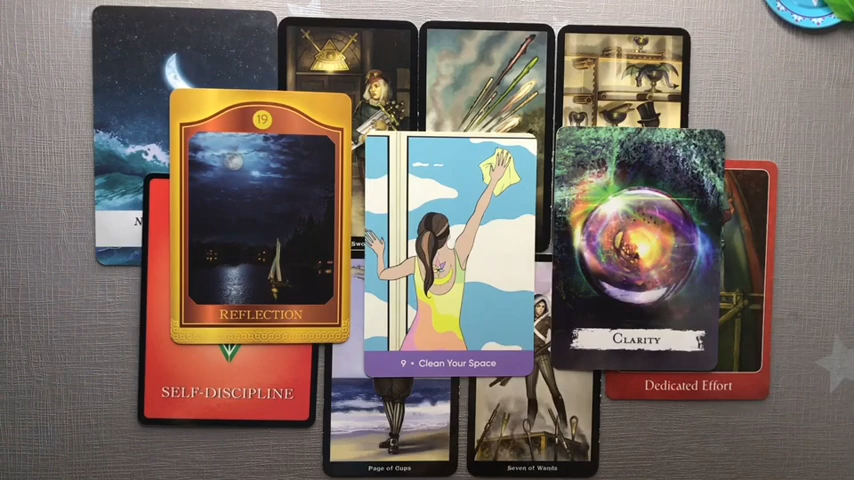 19
REFLECTION
9 • Clean Your Space
CLARITY
SELF-DISCIPLINE
Dedicated Effort
Page of Cups
Seven of Wands